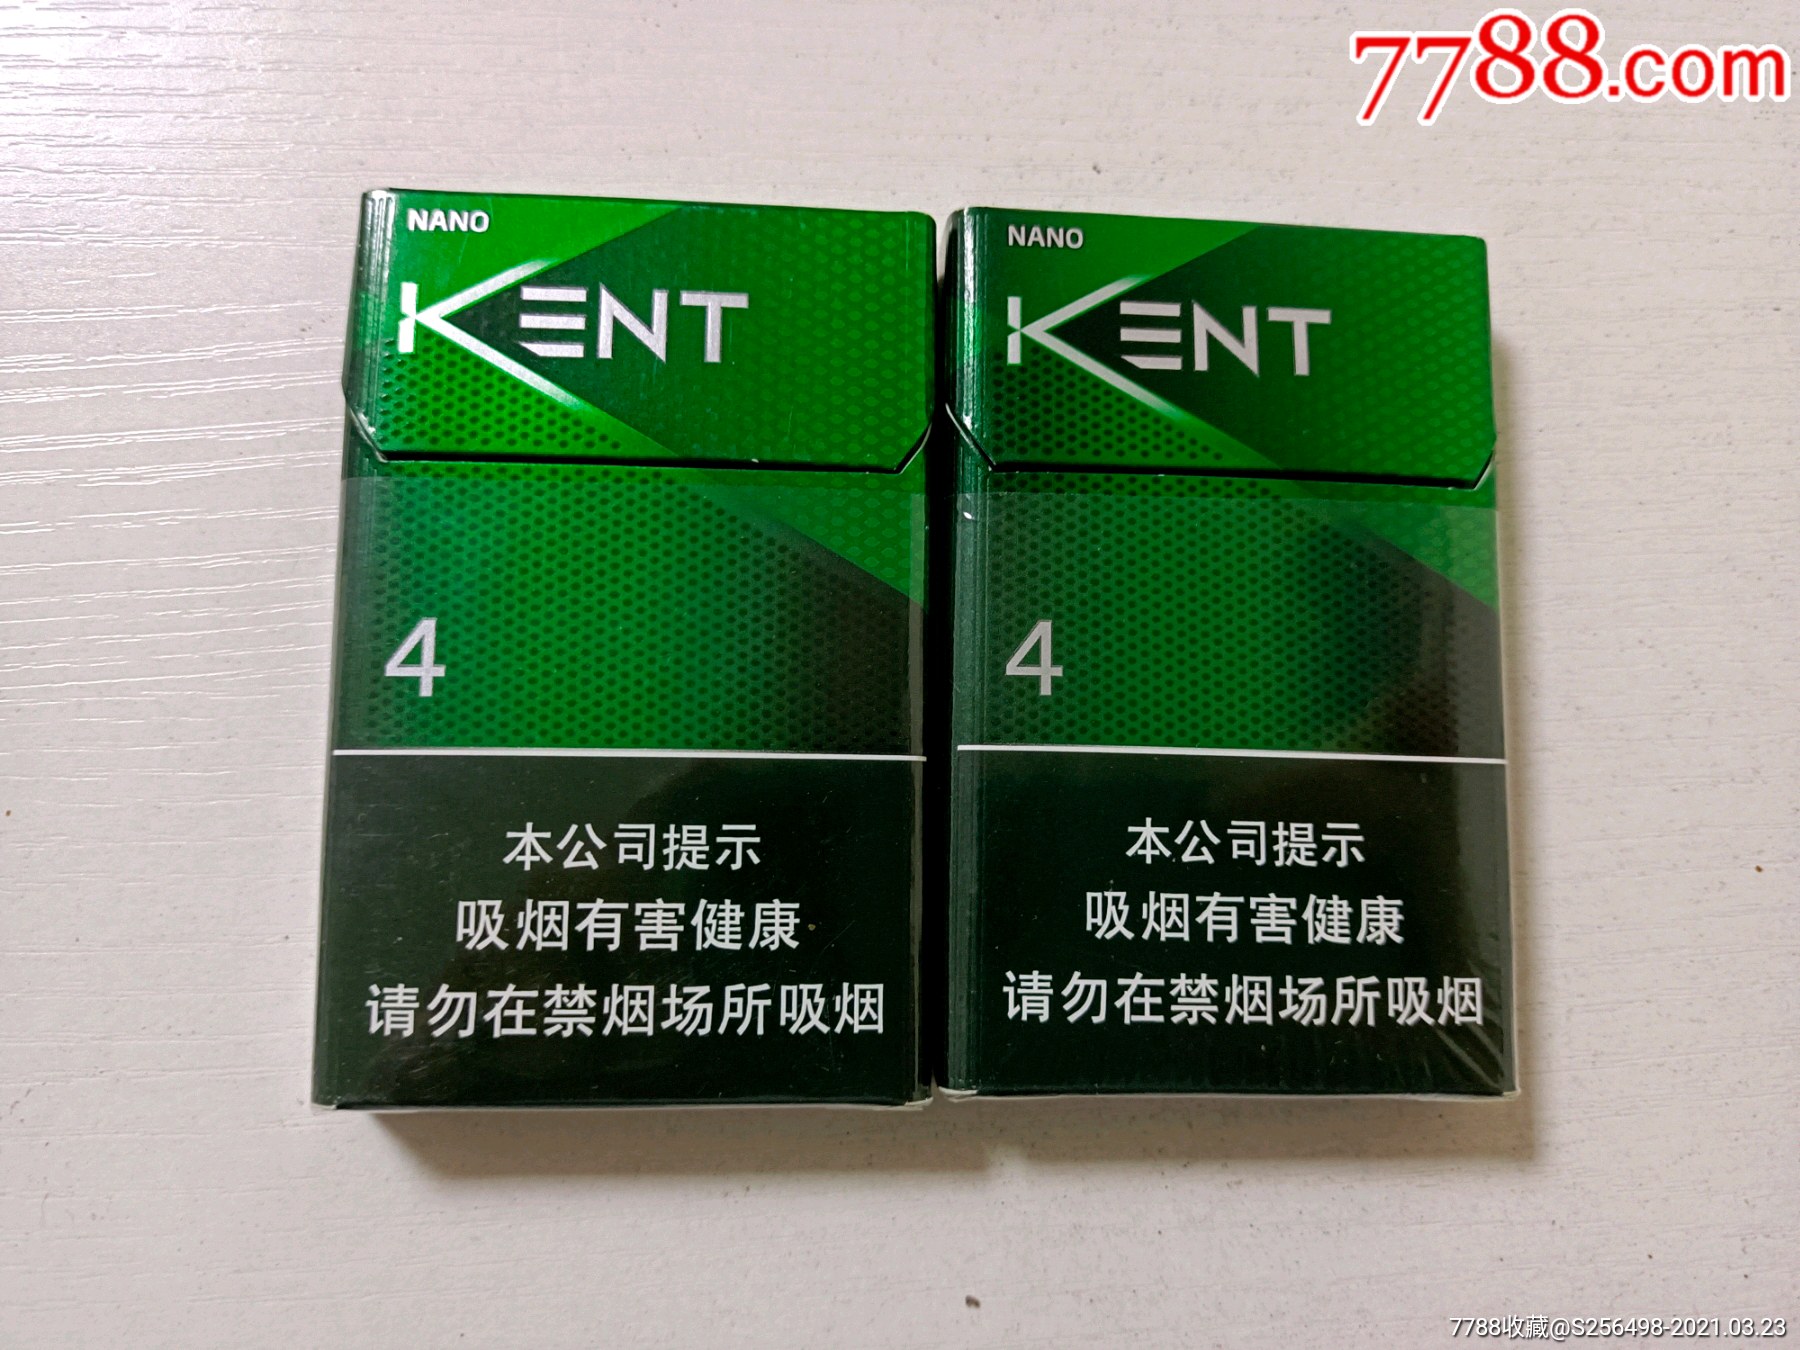 7788.com
NANO
KENT
4
本公司提示
吸烟有害健康
请勿在禁烟场所吸烟
NANO
KENT
4
本公司提示
吸烟有害健康
请勿在禁烟场所吸烟
7788收藏@S256498-2021.03.23